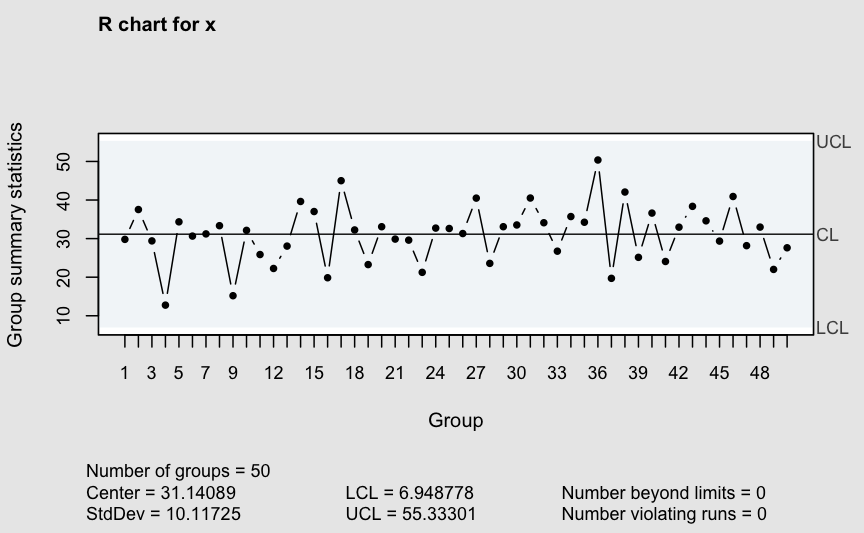 R chart for x
Group summary statistics
50
40
30
20
10
UCL
CL
LCL
1 3 5 7 9 12 15 18 21 24 27 30 33 36 39 42 45 48
Group
Number of groups = 50
Center = 31.14089 LCL = 6.948778 Number beyond limits = 0
StdDev = 10.11725 UCL = 55.33301 Number violating runs = 0